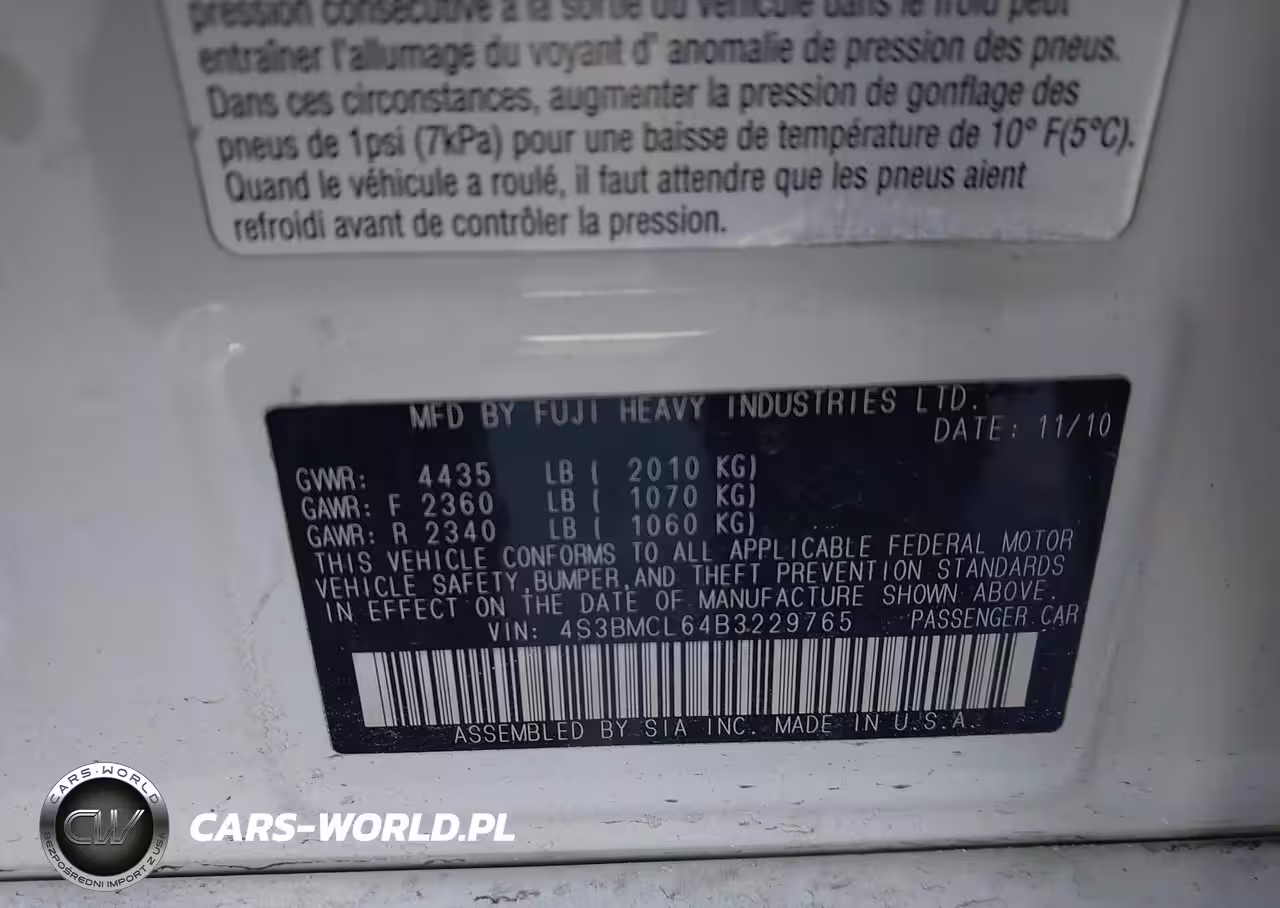 pression consécutive à la sortie du véhicule dans le froid peut
entraîner l'allumage du voyant d' anomalie de pression des pneus.
Dans ces circonstances, augmenter la pression de gonflage des
pneus de 1psi (7kPa) pour une baisse de température de 10° F(5°C).
Quand le véhicule a roulé, il faut attendre que les pneus aient
refroidi avant de contrôler la pression.
MFD BY FUJI HEAVY INDUSTRIES LTD.
DATE: 11/10
GVWR: 4435 LB ( 2010 KG)
GAWR: F 2360 LB ( 1070 KG)
GAWR: R 2340 LB ( 1060 KG)
THIS VEHICLE CONFORMS TO ALL APPLICABLE FEDERAL MOTOR
VEHICLE SAFETY,BUMPER,AND THEFT PREVENTION STANDARDS
IN EFFECT ON THE DATE OF MANUFACTURE SHOWN ABOVE.
VIN: 4S3BMCL64B3229765 PASSENGER CAR
ASSEMBLED BY SIA INC. MADE IN U.S.A.
CARS-WORLD
CW
BEZPOŚREDNI IMPORT Z USA
CARS-WORLD.PL